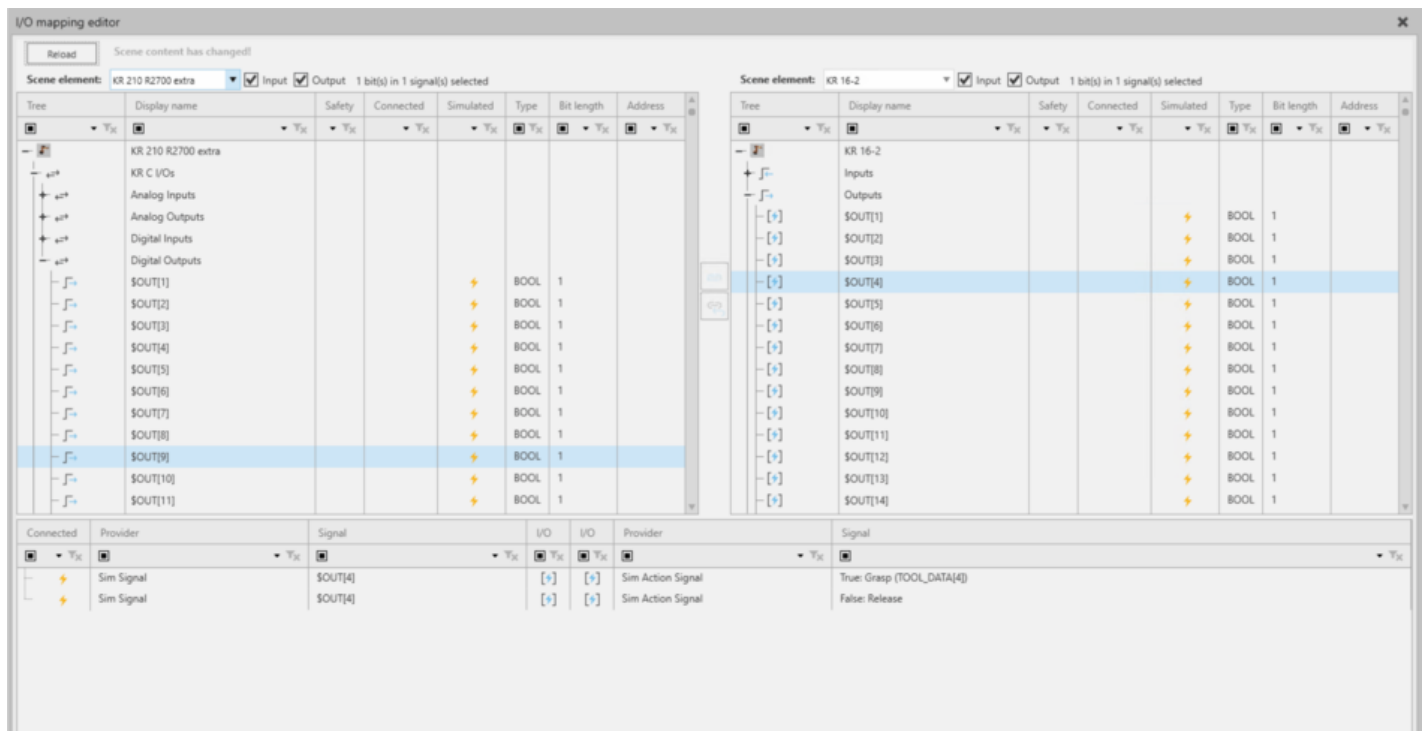 I/O mapping editor
Reload Scene content has changed!
Scene element: KR 210 R2700 extra Input Output 1 bit(s) in 1 signal(s) selected
Tree Display name Safety Connected Simulated Type Bit length Address
KR 210 R2700 extra
KR C I/Os
Analog Inputs
Analog Outputs
Digital Inputs
Digital Outputs
$OUT[1] BOOL 1
$OUT[2] BOOL 1
$OUT[3] BOOL 1
$OUT[4] BOOL 1
$OUT[5] BOOL 1
$OUT[6] BOOL 1
$OUT[7] BOOL 1
$OUT[8] BOOL 1
$OUT[9] BOOL 1
$OUT[10] BOOL 1
$OUT[11] BOOL 1
Scene element: KR 16-2 Input Output 1 bit(s) in 1 signal(s) selected
Tree Display name Safety Connected Simulated Type Bit length Address
KR 16-2
Inputs
Outputs
$OUT[1] BOOL 1
$OUT[2] BOOL 1
$OUT[3] BOOL 1
$OUT[4] BOOL 1
$OUT[5] BOOL 1
$OUT[6] BOOL 1
$OUT[7] BOOL 1
$OUT[8] BOOL 1
$OUT[9] BOOL 1
$OUT[10] BOOL 1
$OUT[11] BOOL 1
$OUT[12] BOOL 1
$OUT[13] BOOL 1
$OUT[14] BOOL 1
Connected Provider Signal I/O I/O Provider Signal
Sim Signal $OUT[4] Sim Action Signal True: Grasp (TOOL_DATA[4])
Sim Signal $OUT[4] Sim Action Signal False: Release